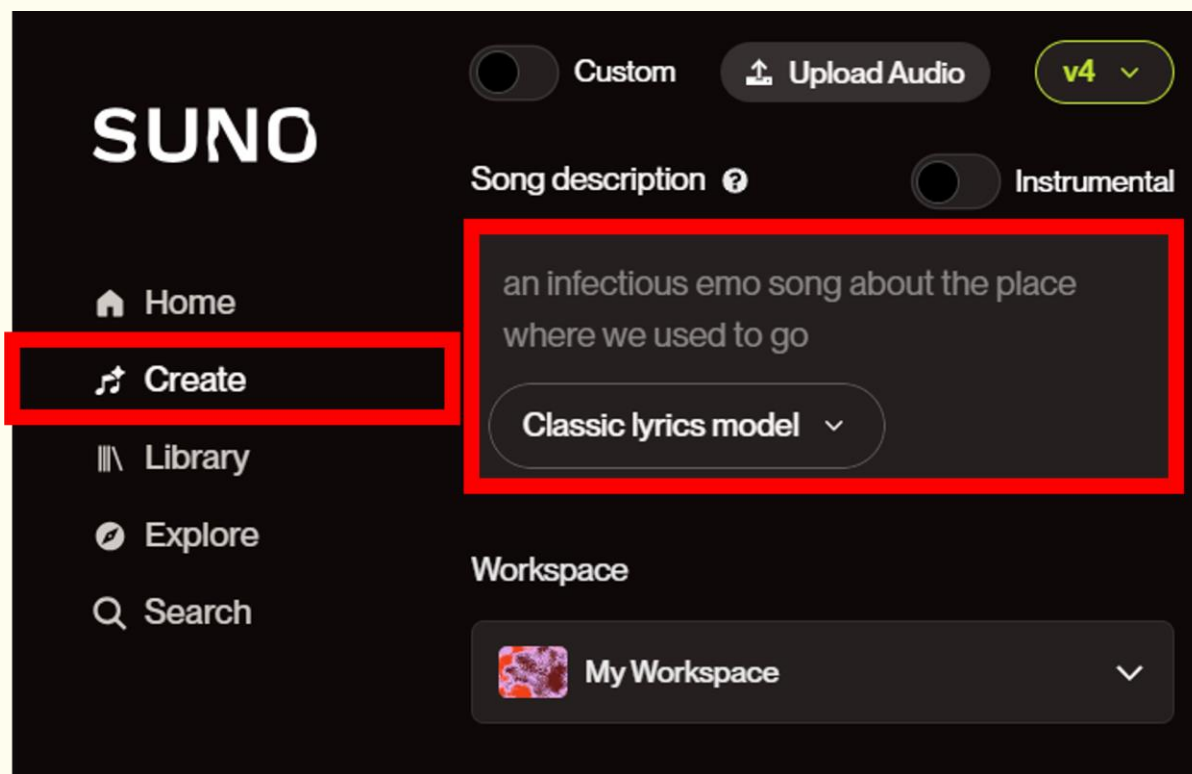 SUNO
Home
Create
Library
Explore
Search
Custom
Upload Audio
v4
Song description ?
Instrumental
an infectious emo song about the place
where we used to go
Classic lyrics model
Workspace
My Workspace